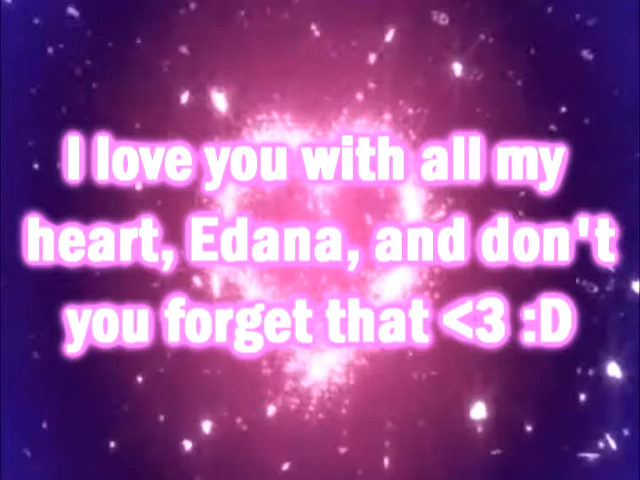 I love you with all my
heart, Edana, and don't
you forget that <3 :D